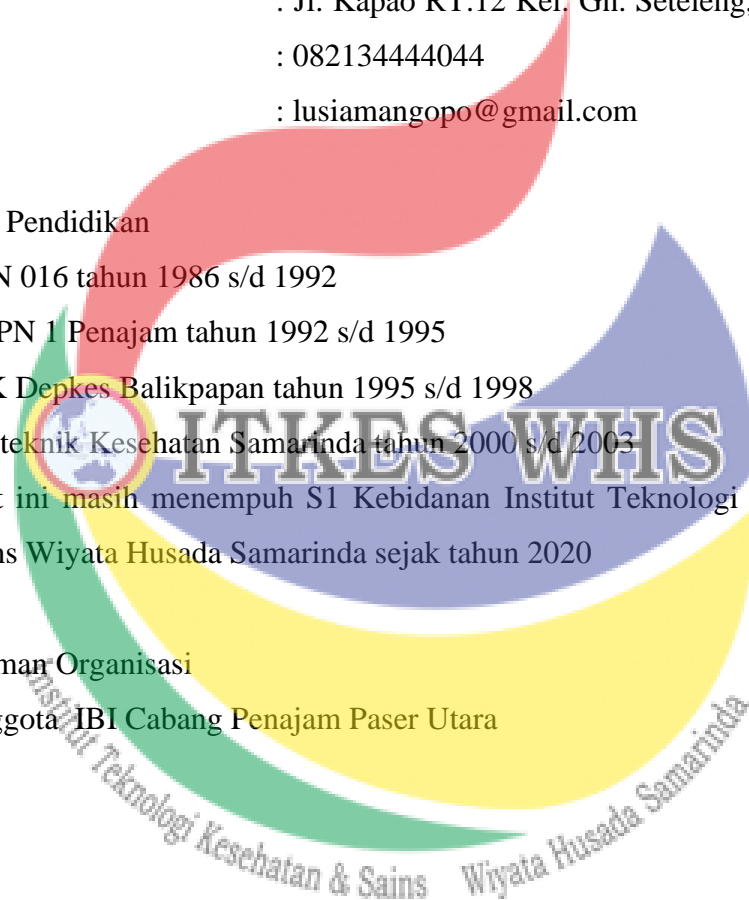 : Jl. Kapao RT.12 Kel. Gn. Seteleng,
: 082134444044
: lusiamangopo@gmail.com
Pendidikan
N 016 tahun 1986 s/d 1992
PN 1 Penajam tahun 1992 s/d 1995
K Depkes Balikpapan tahun 1995 s/d 1998
teknik Kesehatan Samarinda tahun 2000 s/d 2003
t ini masih menempuh S1 Kebidanan Institut Teknologi
ns Wiyata Husada Samarinda sejak tahun 2020
man Organisasi
ggota IBI Cabang Penajam Paser Utara
ITKES WHS
Institut Teknologi Kesehatan & Sains Wiyata Husada Samarinda